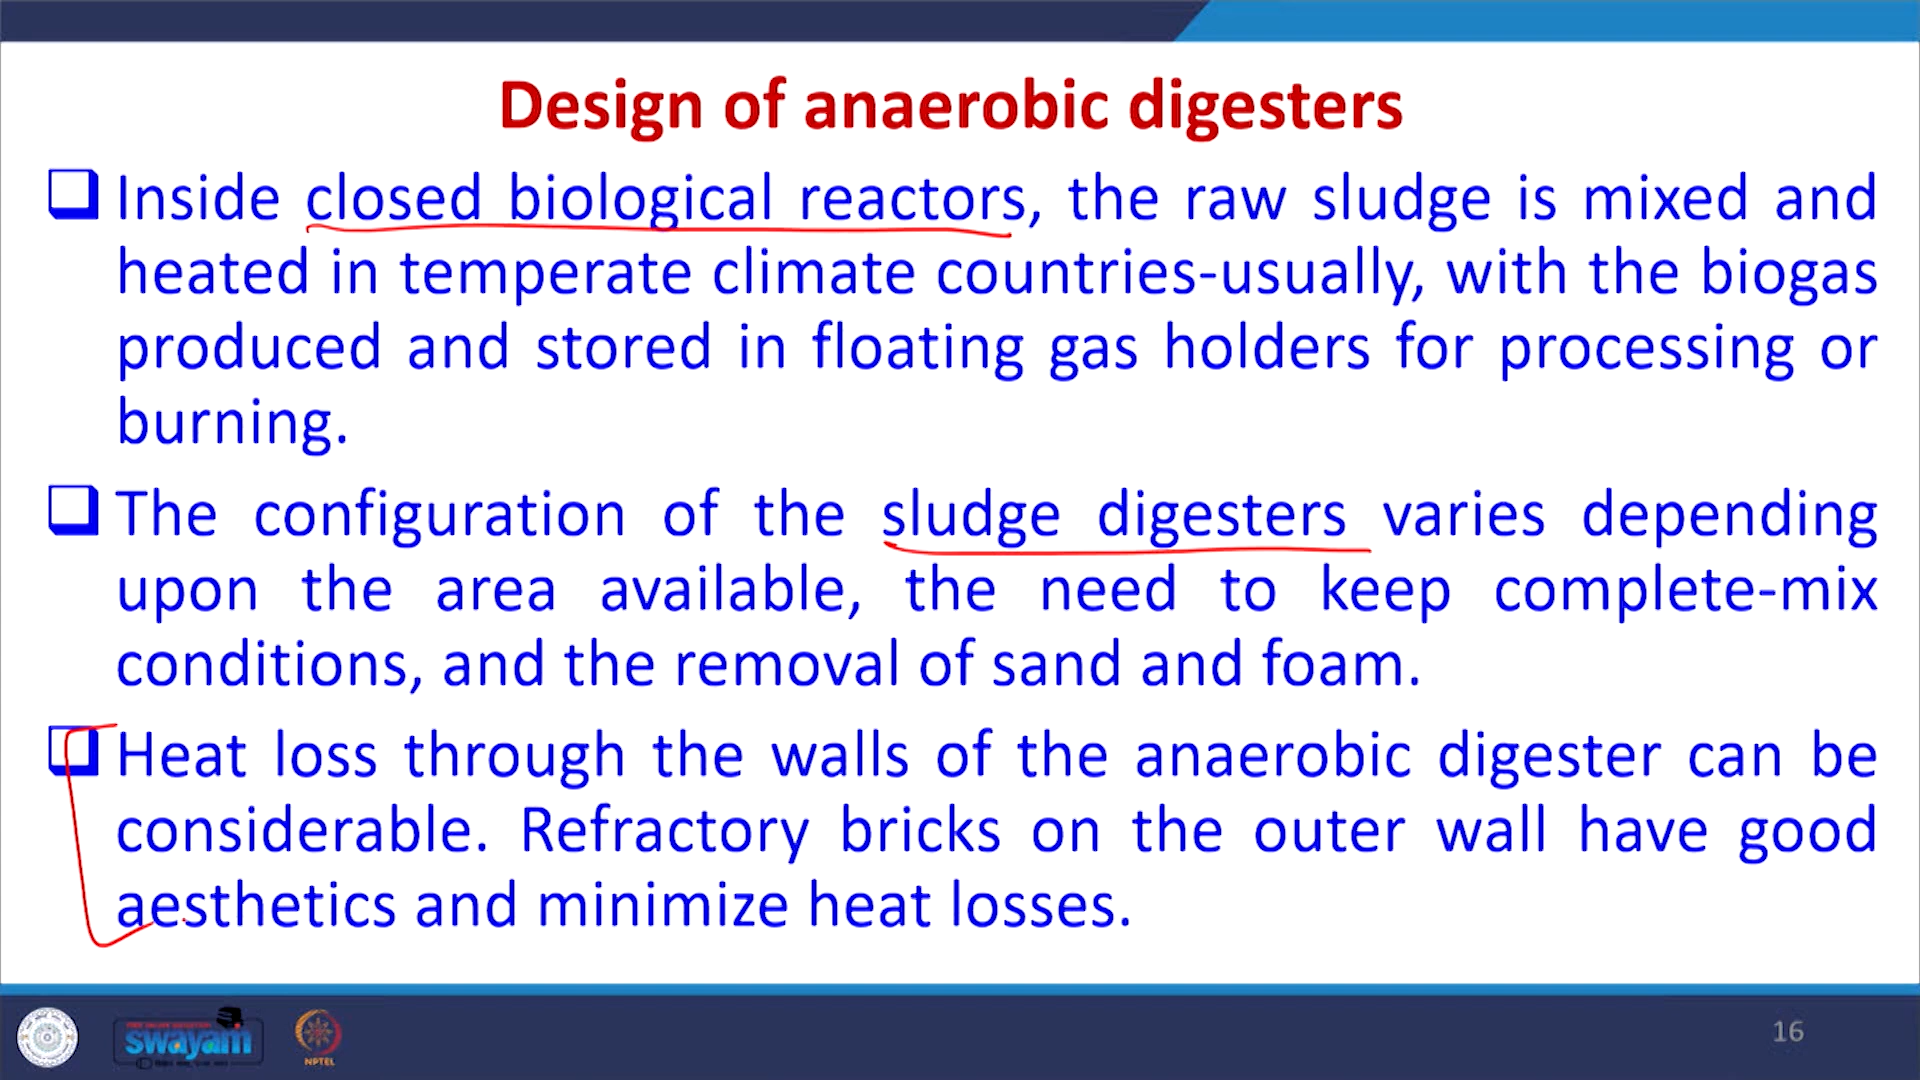 Design of anaerobic digesters
Inside closed biological reactors, the raw sludge is mixed and
heated in temperate climate countries-usually, with the biogas
produced and stored in floating gas holders for processing or
burning.
The configuration of the sludge digesters varies depending
upon the area available, the need to keep complete-mix
conditions, and the removal of sand and foam.
Heat loss through the walls of the anaerobic digester can be
considerable. Refractory bricks on the outer wall have good
aesthetics and minimize heat losses.
swayam
NPTEL
16